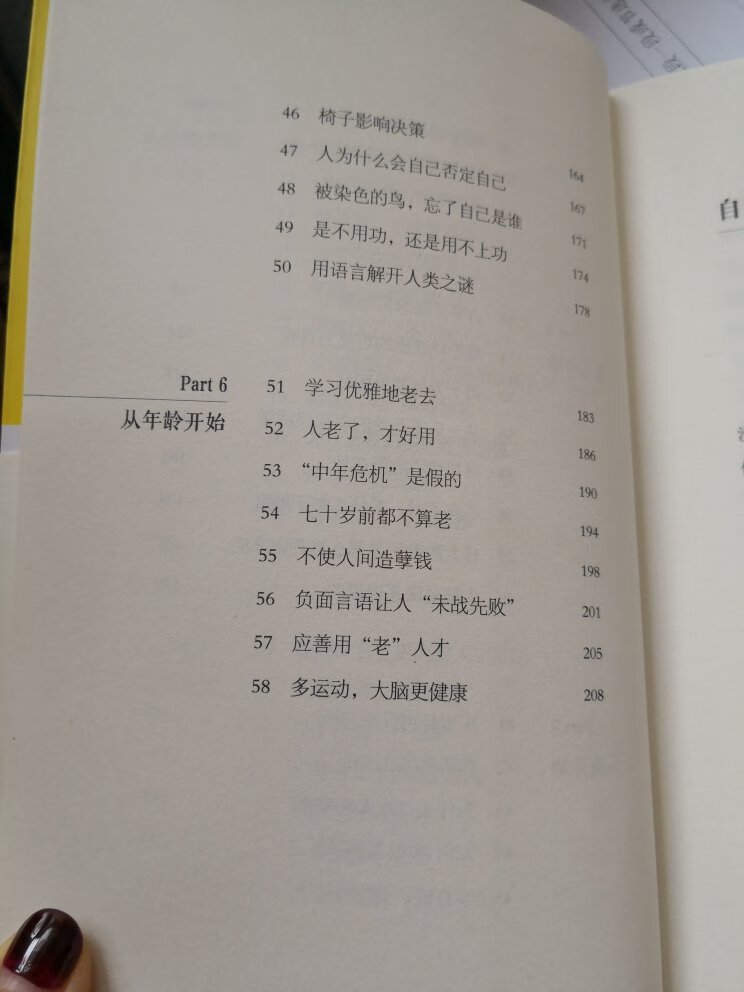 46 椅子影响决策 164
47 人为什么会自己否定自己 167
48 被染色的鸟，忘了自己是谁 171
49 是不用功，还是用不上功 174
50 用语言解开人类之谜 178
Part 6
从年龄开始
51 学习优雅地老去 183
52 人老了，才好用 186
53 “中年危机”是假的 190
54 七十岁前都不算老 194
55 不使人间造孽钱 198
56 负面言语让人“未战先败” 201
57 应善用“老”人才 205
58 多运动，大脑更健康 208
自